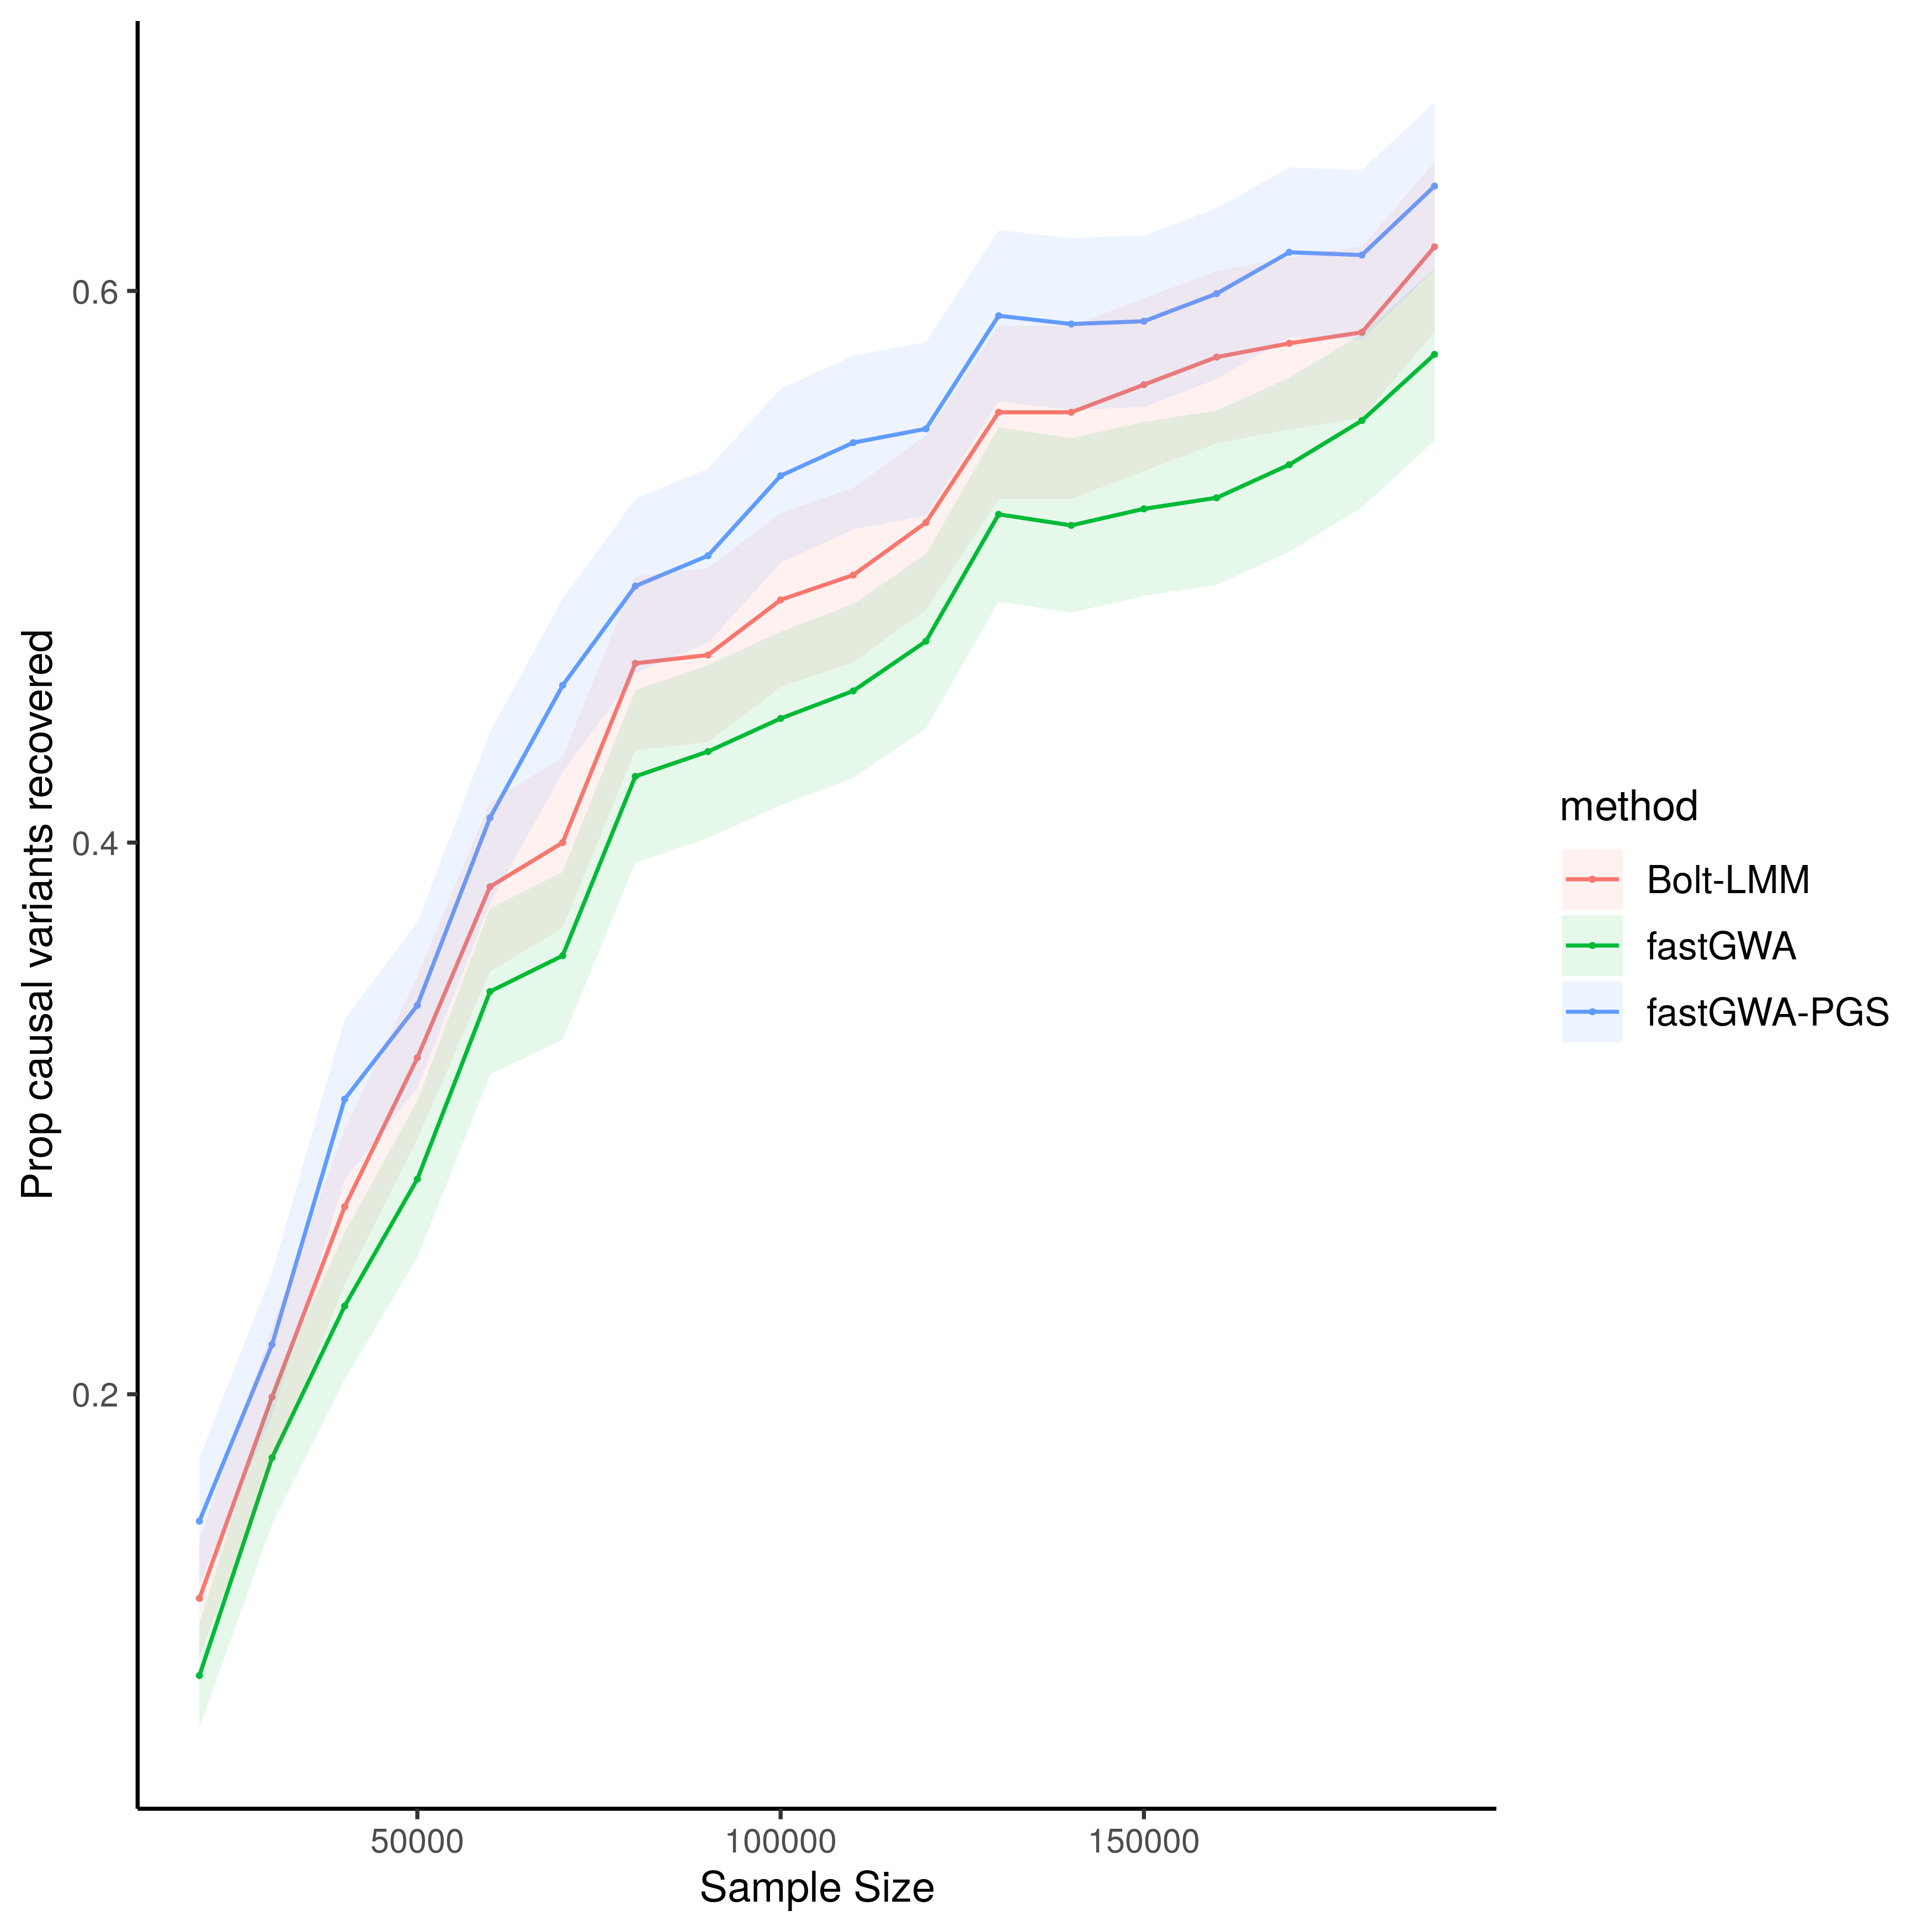 0.6
0.4
0.2
Prop causal variants recovered
50000
100000
150000
Sample Size
method
Bolt-LMM
fastGWA
fastGWA-PGS